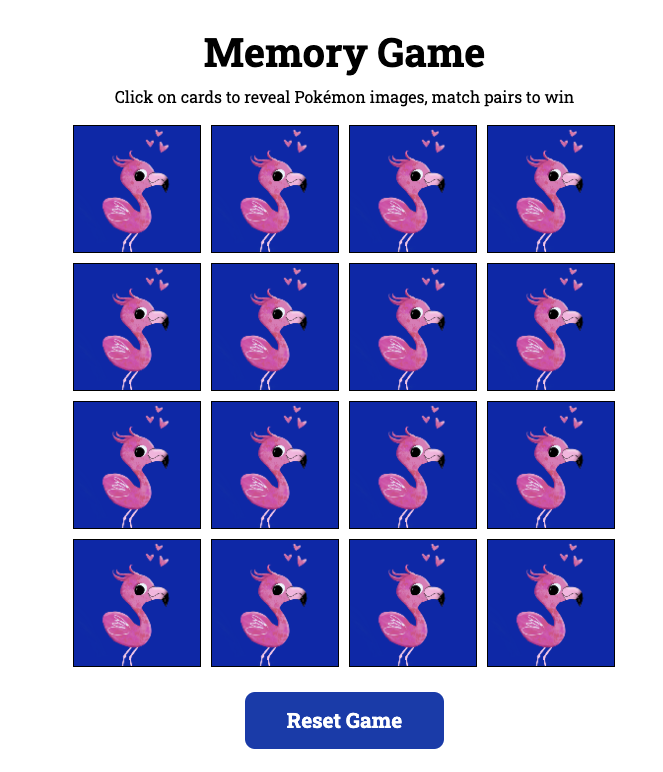 Memory Game
Click on cards to reveal Pokémon images, match pairs to win
Reset Game